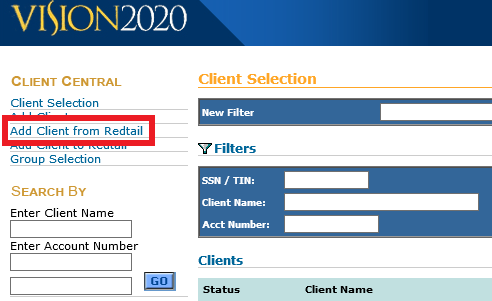 VISION2020
CLIENT CENTRAL
Client Selection
Add Client
Add Client from Redtail
Add Client to Redtail
Group Selection
SEARCH BY
Enter Client Name
Enter Account Number
GO
Client Selection
New Filter
Filters
SSN / TIN:
Client Name:
Acct Number:
Clients
Status Client Name